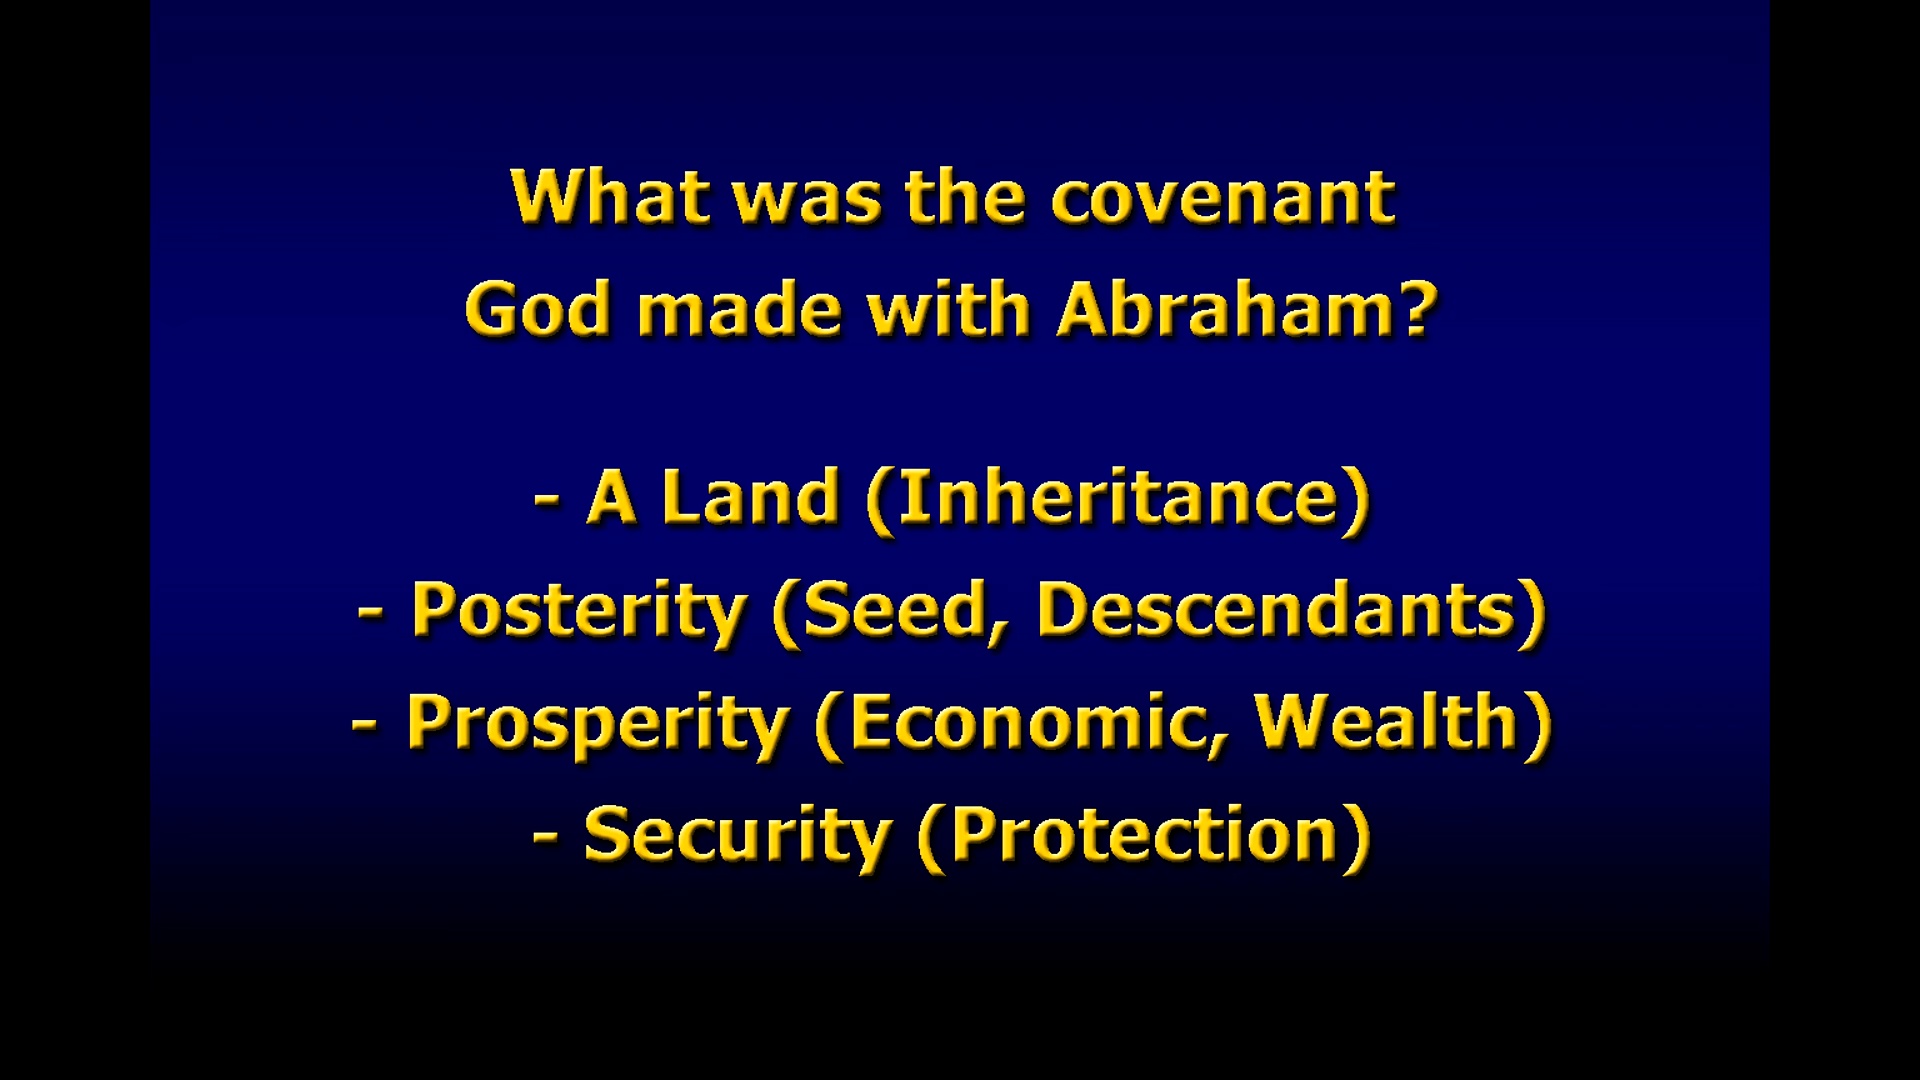 What was the covenant
God made with Abraham?
- A Land (Inheritance)
- Posterity (Seed, Descendants)
- Prosperity (Economic, Wealth)
- Security (Protection)